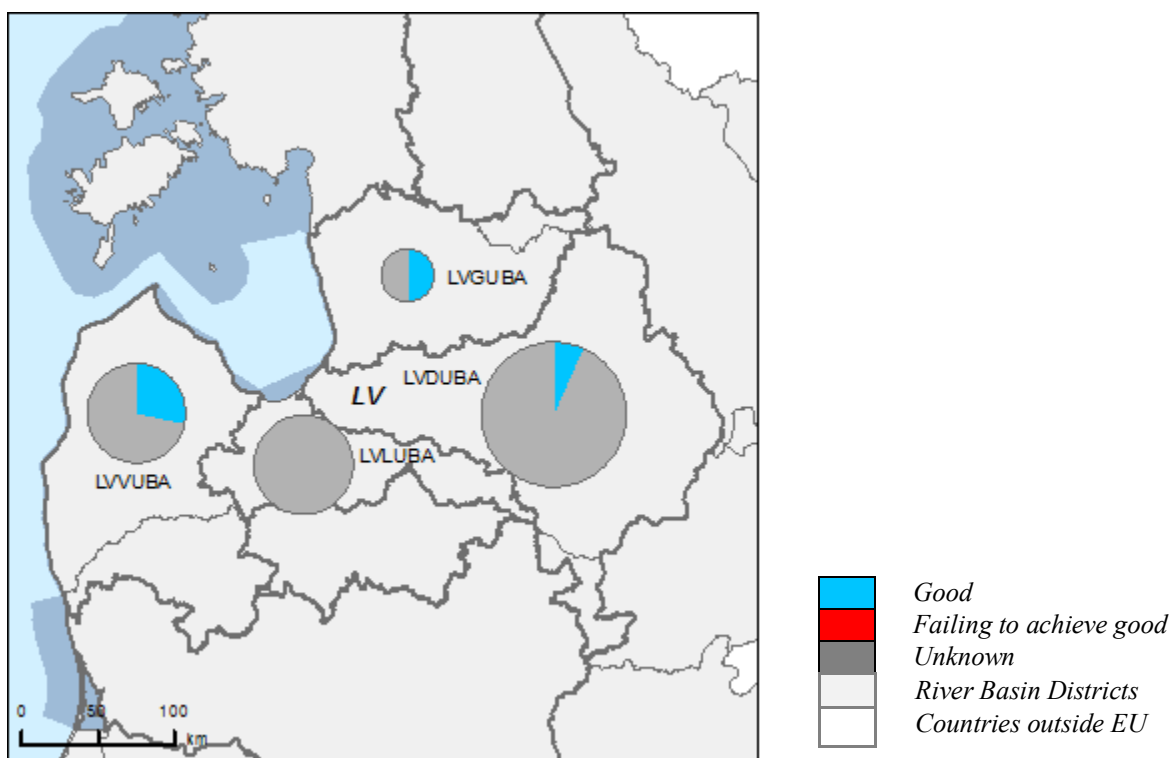 LVGUBA
LV
LVDUBA
LVLUBA
LVVUBA
0 50 100
km
Good
Failing to achieve good
Unknown
River Basin Districts
Countries outside EU